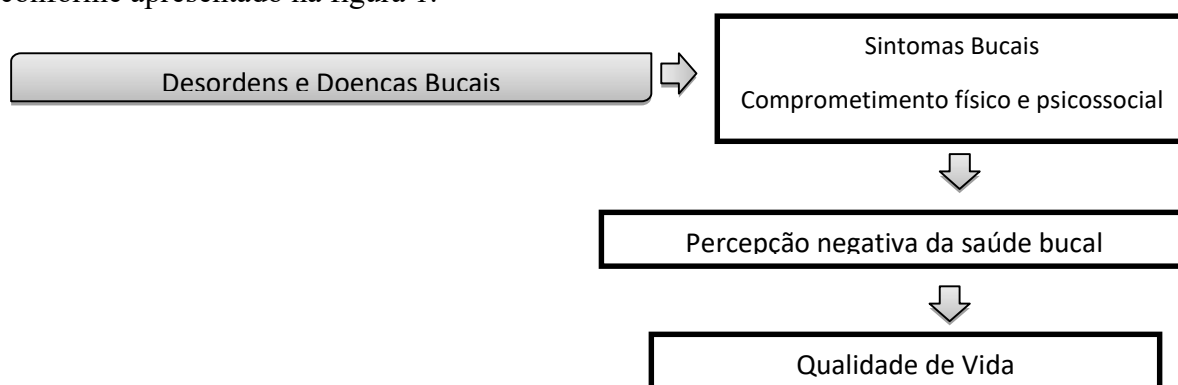 conforme apresentado na figura 1.
Sintomas Bucais
Desordens e Doenças Bucais
Comprometimento físico e psicossocial
Percepção negativa da saúde bucal
Qualidade de Vida